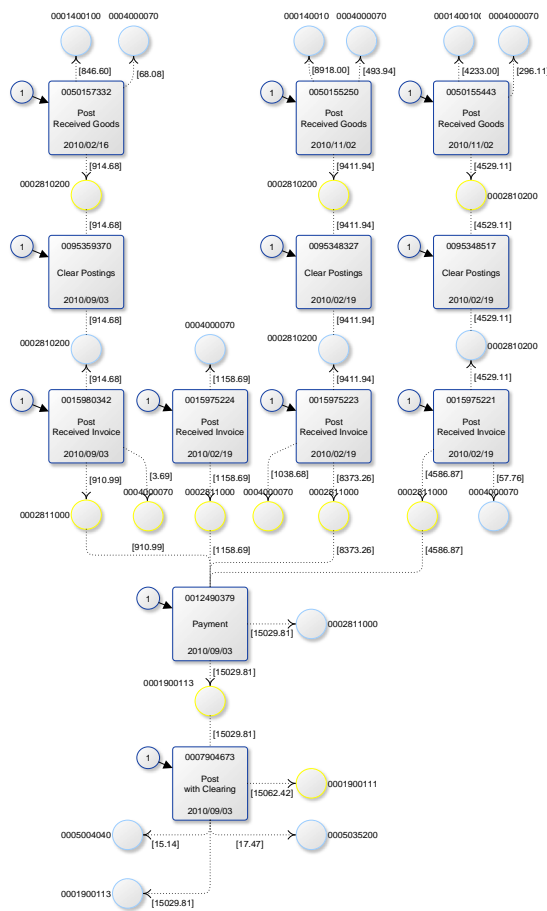 0001400100 0004000070 000140010 0004000070 000140010 0004000070
[846.60] [68.08] [8918.00] [493.94] [4233.00] [296.11]
1 0050157332 1 0050155250 1 0050155443
Post Post Post
Received Goods Received Goods Received Goods
2010/02/16 2010/11/02 2010/11/02
[914.68] [9411.94] [4529.11]
0002810200 0002810200 0002810200
[914.68] [9411.94] [4529.11]
1 0095359370 1 0095348327 1 0095348517
Clear Postings Clear Postings Clear Postings
2010/09/03 2010/02/19 2010/02/19
[914.68] [9411.94] [4529.11]
0002810200 0004000070 0002810200 0002810200
[914.68] [1158.69] [9411.94] [4529.11]
1 0015980342 1 0015975224 1 0015975223 1 0015975221
Post Post Post Post
Received Invoice Received Invoice Received Invoice Received Invoice
2010/09/03 2010/02/19 2010/02/19 2010/02/19
[910.99] [3.69] [1158.69] [1038.68] [8373.26] [4586.87] [57.76]
0002811000 0004000070 0002811000 0004000070 0002811000 0002811000 0004000070
[910.99] [1158.69] [8373.26] [4586.87]
1 0012490379
Payment
2010/09/03
[15029.81] 0002811000
[15029.81]
0001900113
[15029.81]
1 0007904673
Post
with Clearing
2010/09/03
[15062.42] 0001900111
0005004040 [15.14] [17.47] 0005035200
0001900113 [15029.81]